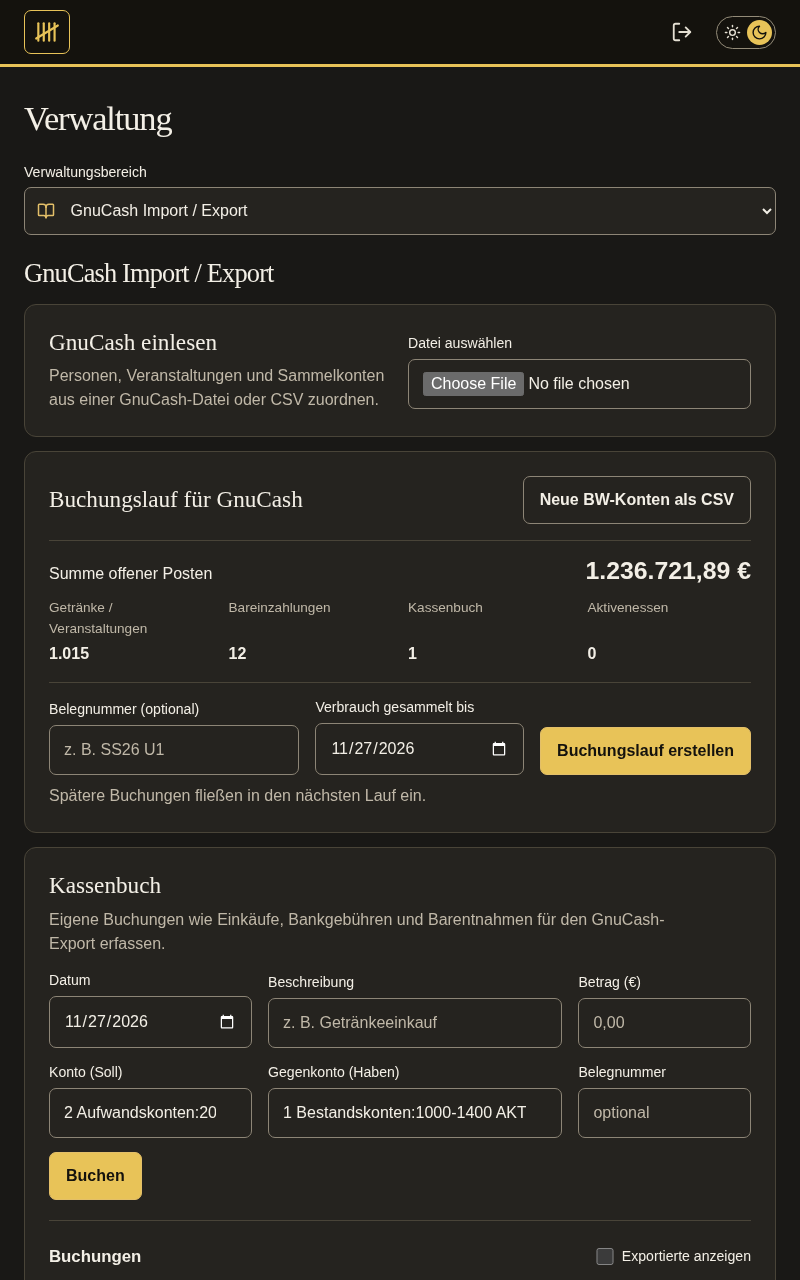 Verwaltung
Verwaltungsbereich
GnuCash Import / Export
GnuCash Import / Export
GnuCash einlesen
Personen, Veranstaltungen und Sammelkonten
aus einer GnuCash-Datei oder CSV zuordnen.
Datei auswählen
Choose File No file chosen
Buchungslauf für GnuCash
Neue BW-Konten als CSV
Summe offener Posten
1.236.721,89 €
Getränke /
Veranstaltungen
1.015
Bareinzahlungen
12
Kassenbuch
1
Aktivenessen
0
Belegnummer (optional)
z. B. SS26 U1
Verbrauch gesammelt bis
11/27/2026
Buchungslauf erstellen
Spätere Buchungen fließen in den nächsten Lauf ein.
Kassenbuch
Eigene Buchungen wie Einkäufe, Bankgebühren und Barentnahmen für den GnuCash-
Export erfassen.
Datum
11/27/2026
Beschreibung
z. B. Getränkeeinkauf
Betrag (€)
0,00
Konto (Soll)
2 Aufwandskonten:20
Gegenkonto (Haben)
1 Bestandskonten:1000-1400 AKT
Belegnummer
optional
Buchen
Buchungen
Exportierte anzeigen